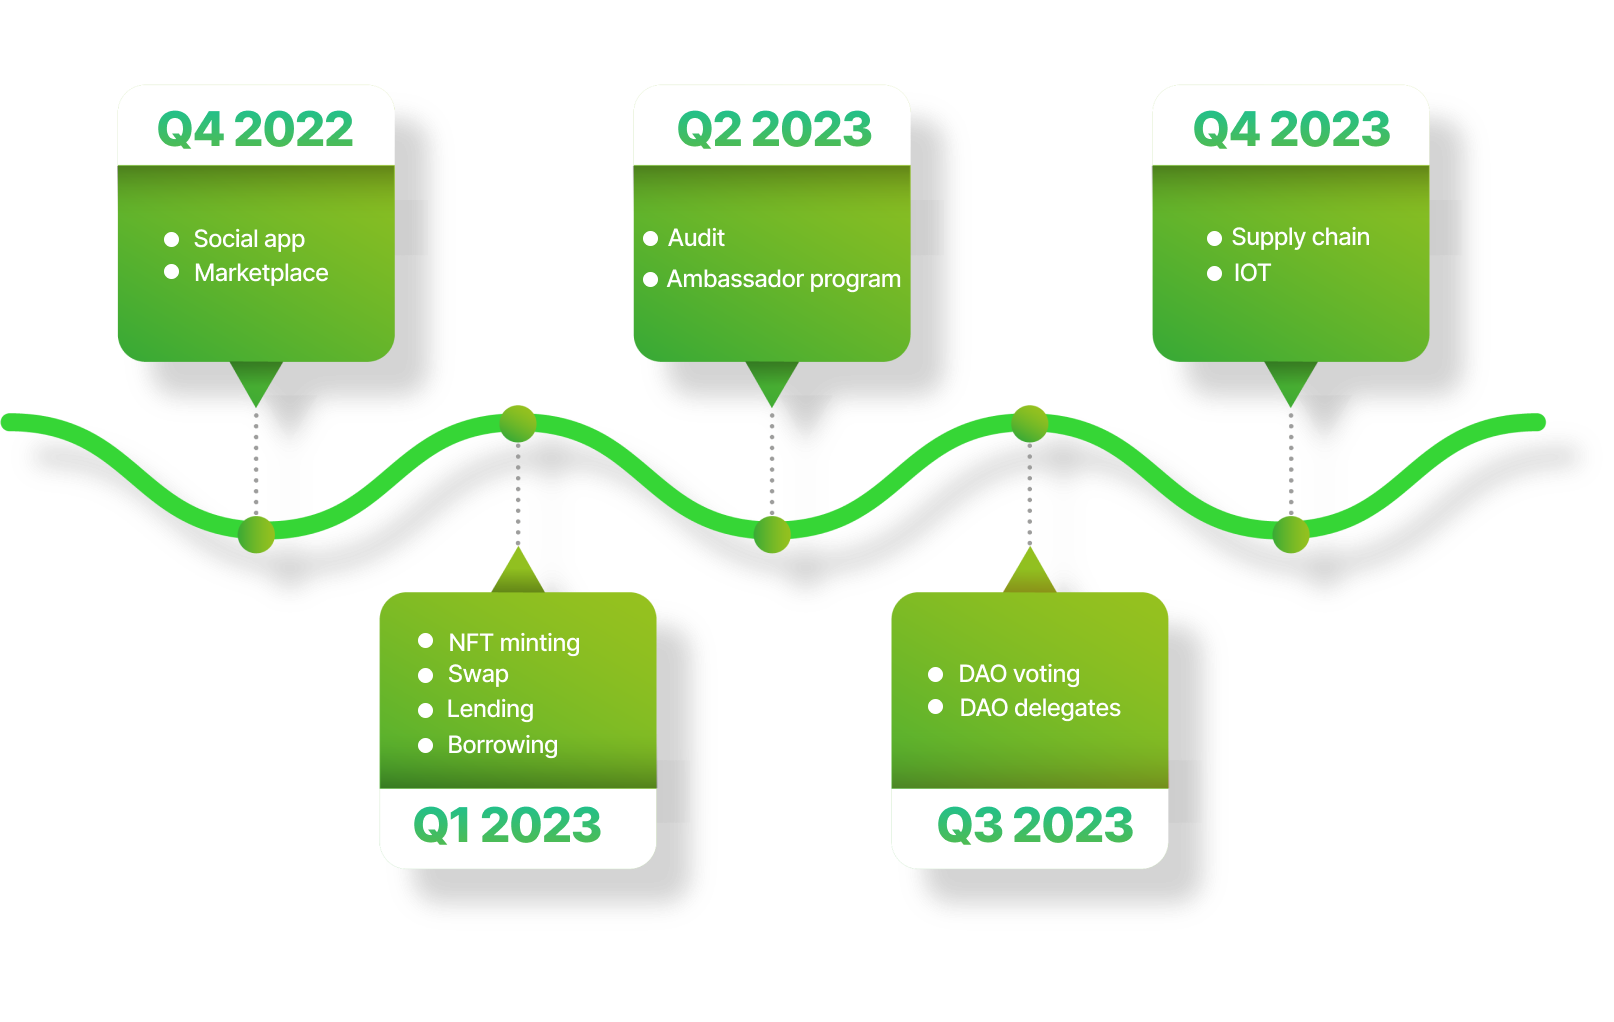 Q4 2022
Social app
Marketplace
Q2 2023
Audit
Ambassador program
Q4 2023
Supply chain
IOT
NFT minting
Swap
Lending
Borrowing
Q1 2023
DAO voting
DAO delegates
Q3 2023